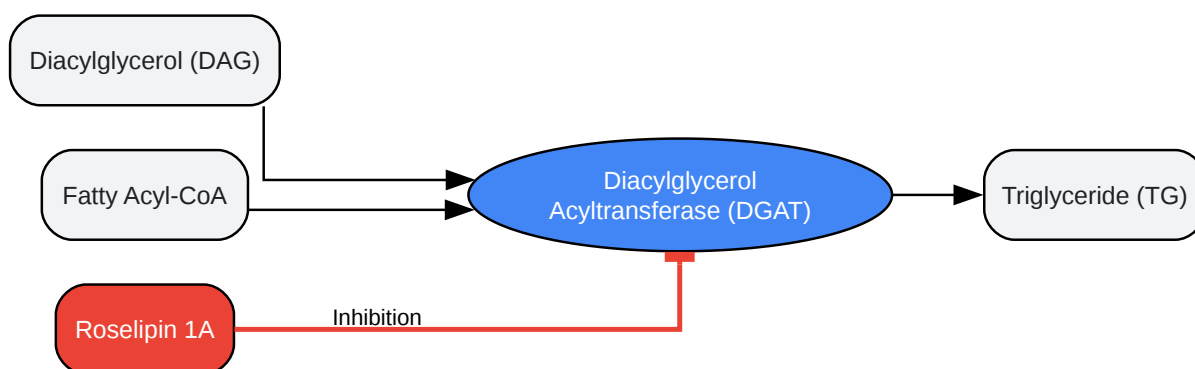 Diacylglycerol (DAG)
Fatty Acyl-CoA
Diacylglycerol
Acyltransferase (DGAT)
Triglyceride (TG)
Roselipin 1A
Inhibition